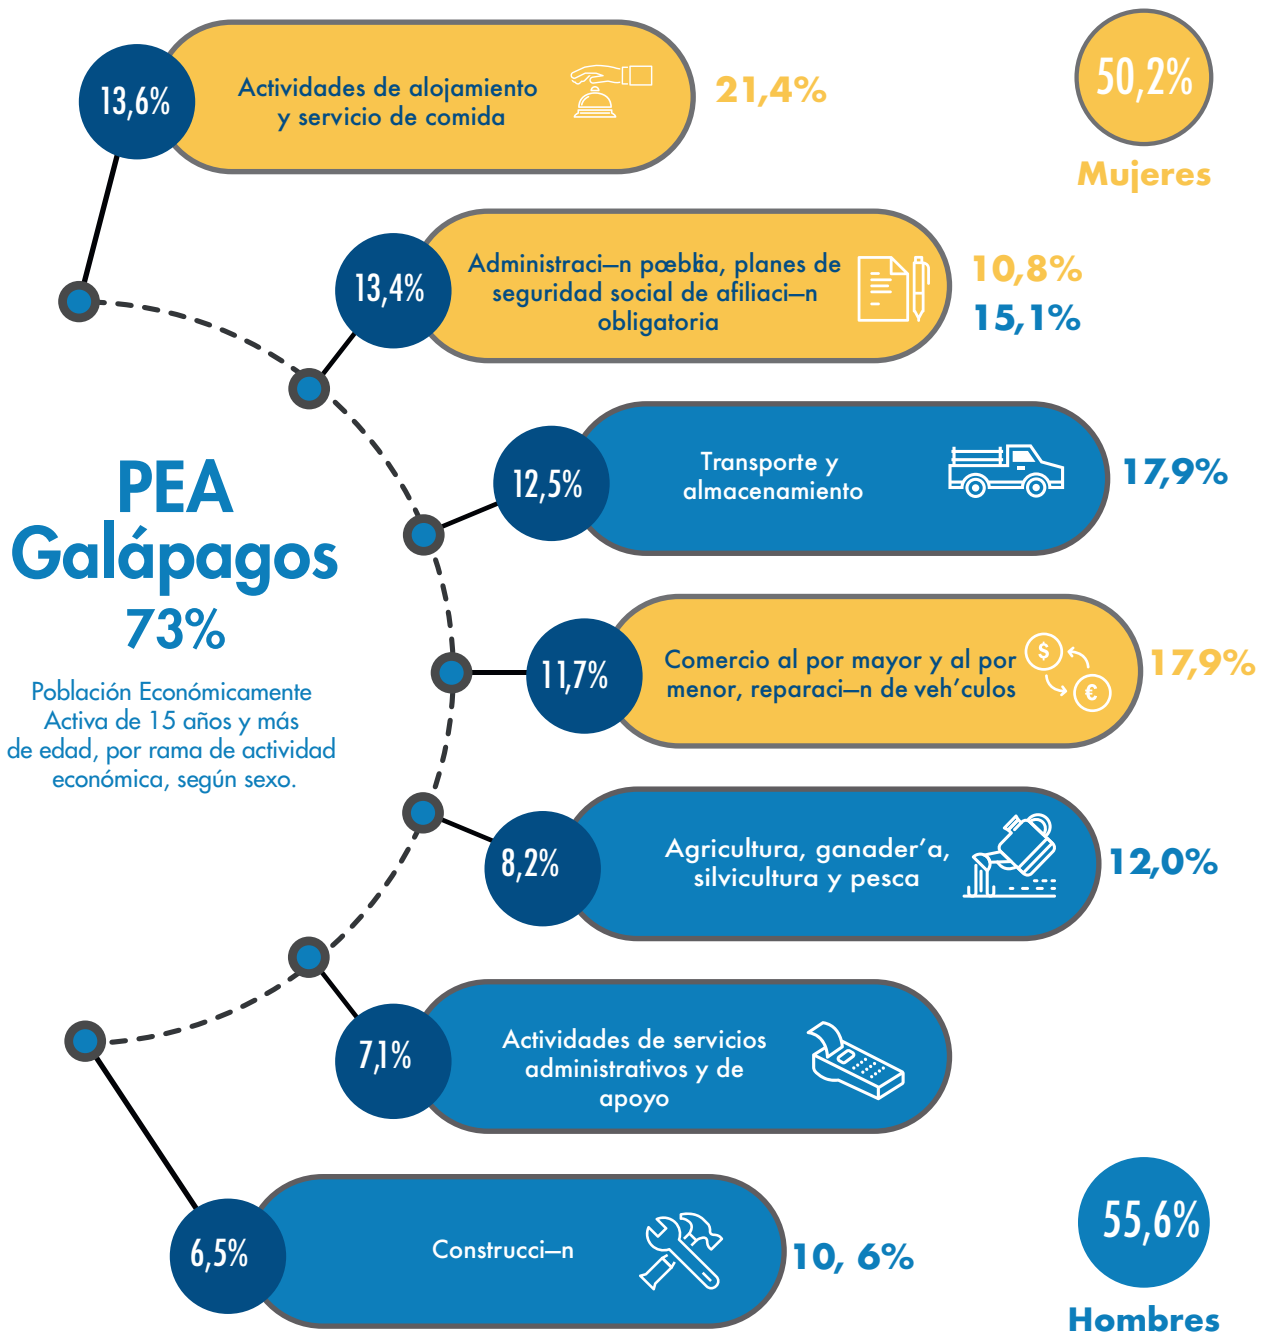 13,6%
Actividades de alojamiento
y servicio de comida
21,4%
50,2%
Mujeres
13,4%
Administraci—n pœblica, planes de
seguridad social de afiliaci—n
obligatoria
10,8%
15,1%
12,5%
Transporte y
almacenamiento
17,9%
PEA
Galápagos
73%
Población Económicamente
Activa de 15 años y más
de edad, por rama de actividad
económica, según sexo.
11,7%
Comercio al por mayor y al por
menor, reparaci—n de veh’culos
$
€
17,9%
8,2%
Agricultura, ganader’a,
silvicultura y pesca
12,0%
7,1%
Actividades de servicios
administrativos y de
apoyo
6,5%
Construcci—n
10, 6%
55,6%
Hombres